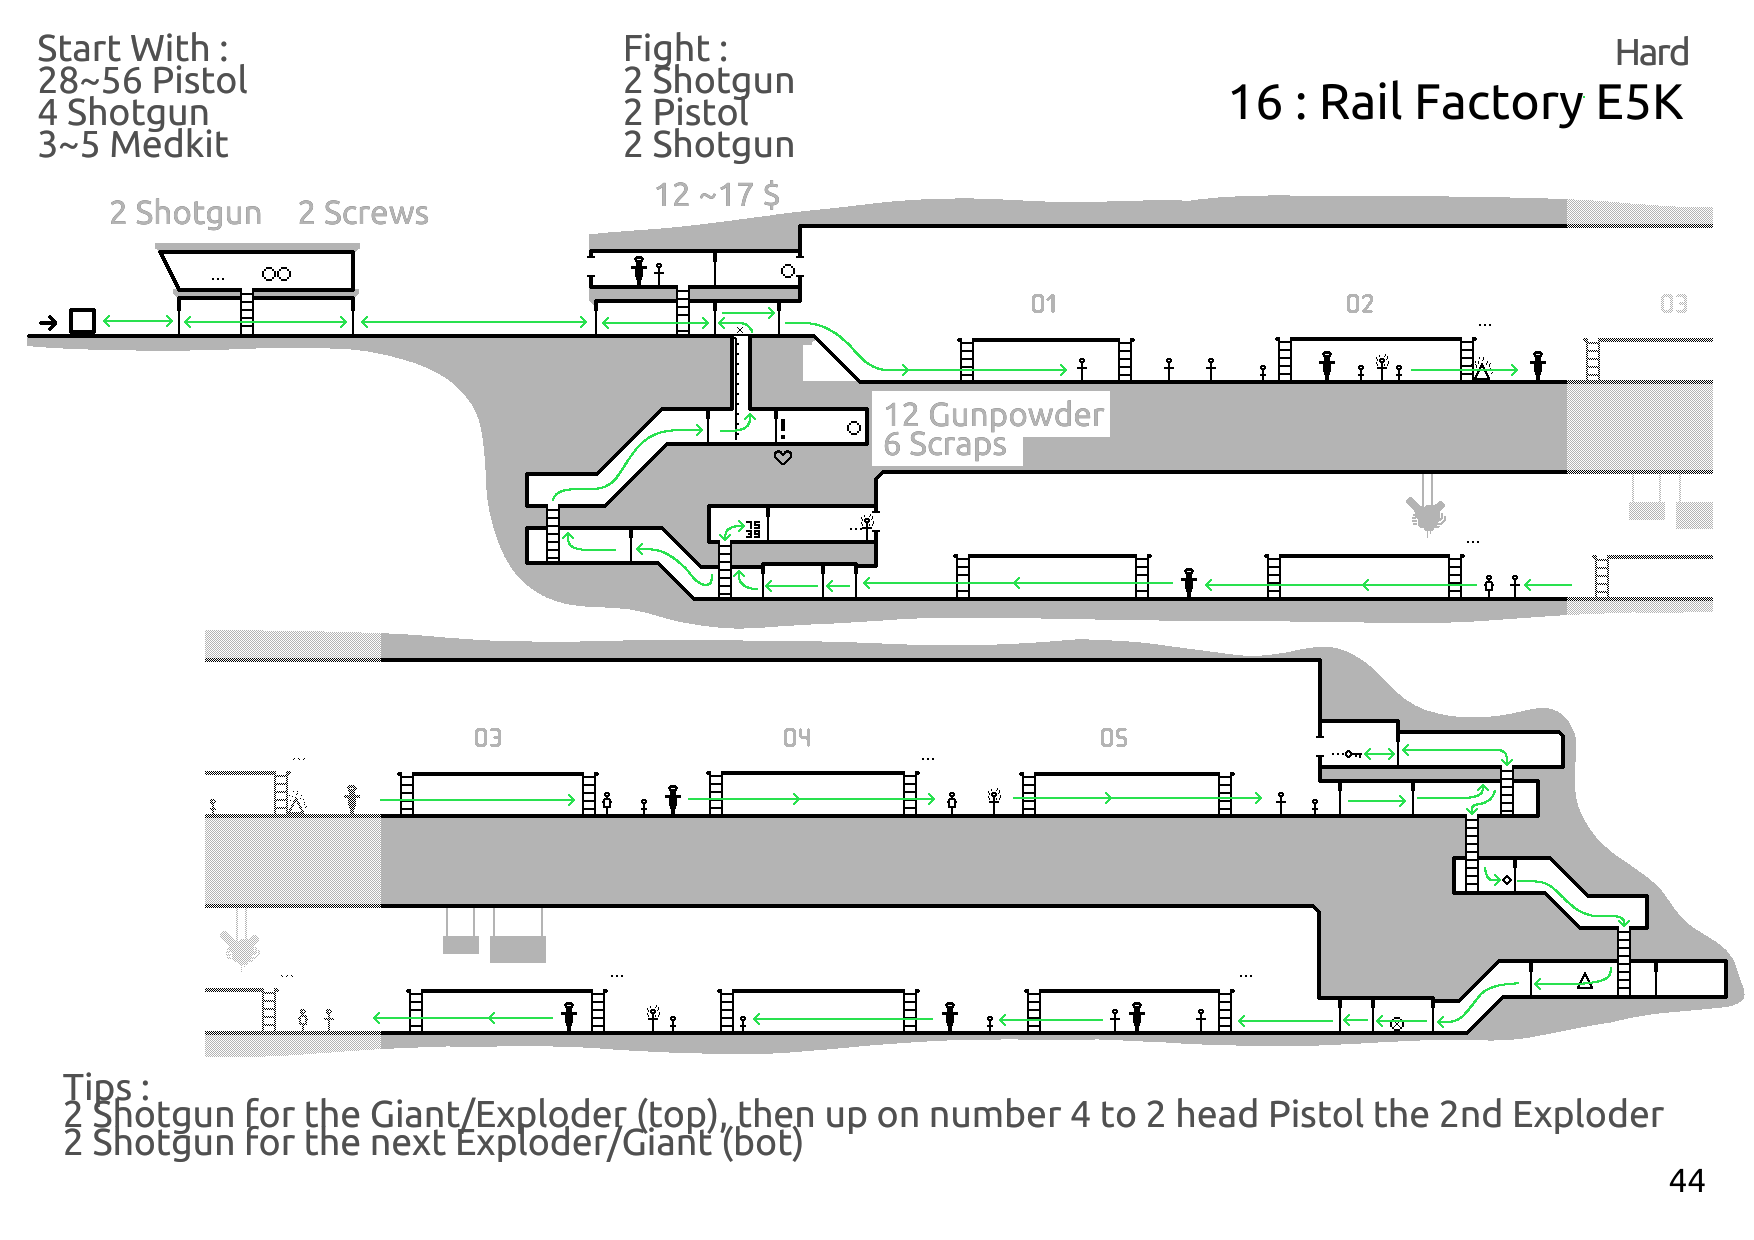 Start With :
28~56 Pistol
4 Shotgun
3~5 Medkit
Fight :
2 Shotgun
2 Pistol
2 Shotgun
Hard
16 : Rail Factory E5K
2 Shotgun
2 Screws
12 ~17 $
...
01
02
03
...
12 Gunpowder
6 Scraps
!
75
39
...
...
03
04
05
...
...
...
...
...
...
Tips :
2 Shotgun for the Giant/Exploder (top), then up on number 4 to 2 head Pistol the 2nd Exploder
2 Shotgun for the next Exploder/Giant (bot)
44